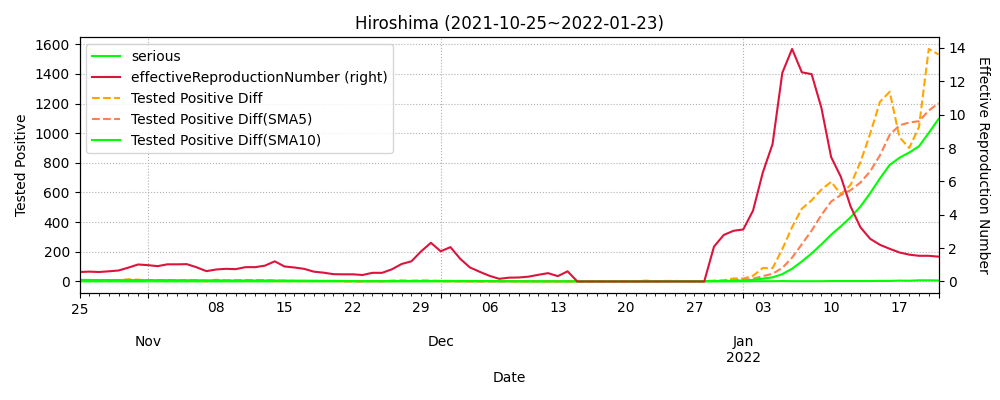 Hiroshima (2021-10-25~2022-01-23)
serious
effectiveReproductionNumber (right)
Tested Positive Diff
Tested Positive Diff(SMA5)
Tested Positive Diff(SMA10)
Tested Positive
1600
1400
1200
1000
800
600
400
200
0
14
12
10
8
6
4
2
0
Effective Reproduction Number
25 08 15 22 29 06 13 20 27 03 10 17
Nov Dec Jan
2022
Date